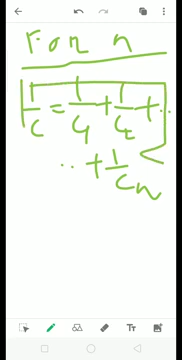 For n
1/C = 1/C1 + 1/C2 + ..
.. + 1/Cn